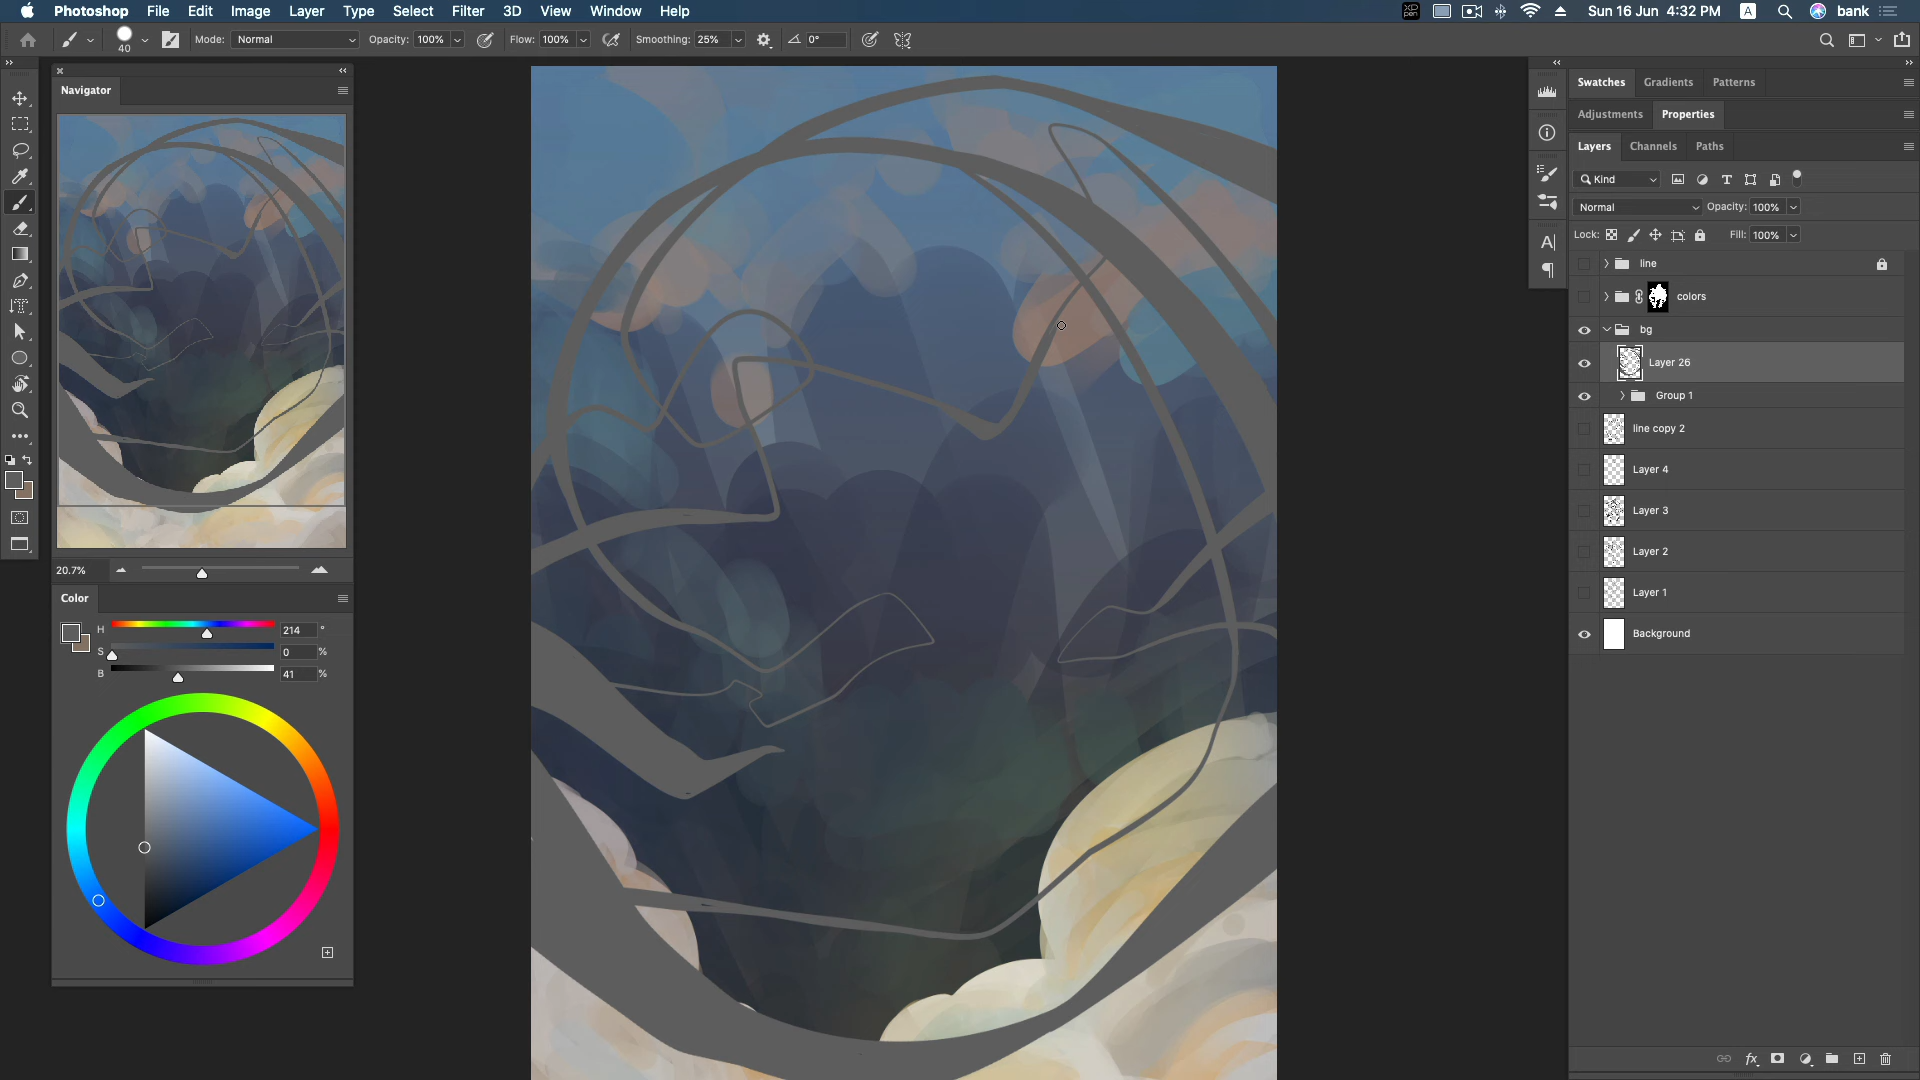 Photoshop File Edit Image Layer Type Select Filter 3D View Window Help
XD pen Sun 16 Jun 4:32 PM A bank
40 Mode: Normal Opacity: 100% Flow: 100% Smoothing: 25% 0°
Navigator
20.7%
Color
H 214 °
S 0 %
B 41 %
Swatches Gradients Patterns
Adjustments Properties
Layers Channels Paths
Kind
Normal Opacity: 100%
Lock: Fill: 100%
line
colors
bg
Layer 26
Group 1
line copy 2
Layer 4
Layer 3
Layer 2
Layer 1
Background
fx